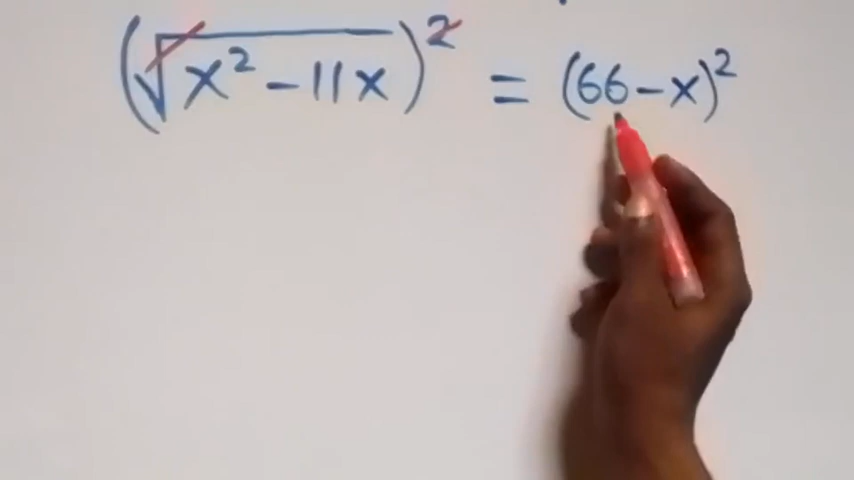 (√x² - 11x)² = (66 - x)²